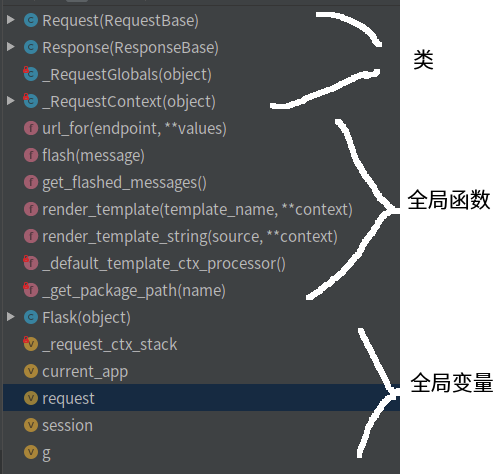 Request(RequestBase)
Response(ResponseBase)
_RequestGlobals(object)
_RequestContext(object)
url_for(endpoint, **values)
flash(message)
get_flashed_messages()
render_template(template_name, **context)
render_template_string(source, **context)
_default_template_ctx_processor()
_get_package_path(name)
Flask(object)
_request_ctx_stack
current_app
request
session
g
类
全局函数
全局变量